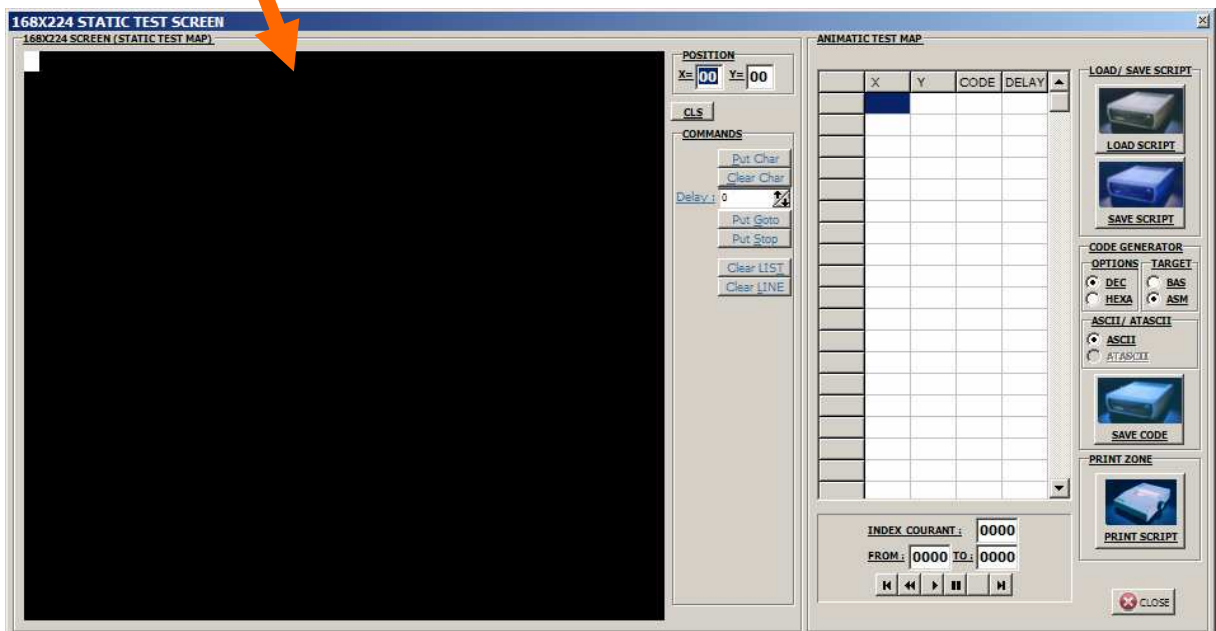 168X224 STATIC TEST SCREEN
168X224 SCREEN (STATIC TEST MAP)
POSITION
X= 00 Y= 00
CLS
COMMANDS
Put Char
Clear Char
Delay : 0
Put Goto
Put Stop
Clear LIST
Clear LINE
ANIMATIC TEST MAP
X Y CODE DELAY
INDEX COURANT : 0000
FROM : 0000 TO : 0000
LOAD/ SAVE SCRIPT
LOAD SCRIPT
SAVE SCRIPT
CODE GENERATOR
OPTIONS TARGET
DEC BAS
HEXA ASM
ASCII/ ATASCII
ASCII
ATASCII
SAVE CODE
PRINT ZONE
PRINT SCRIPT
CLOSE